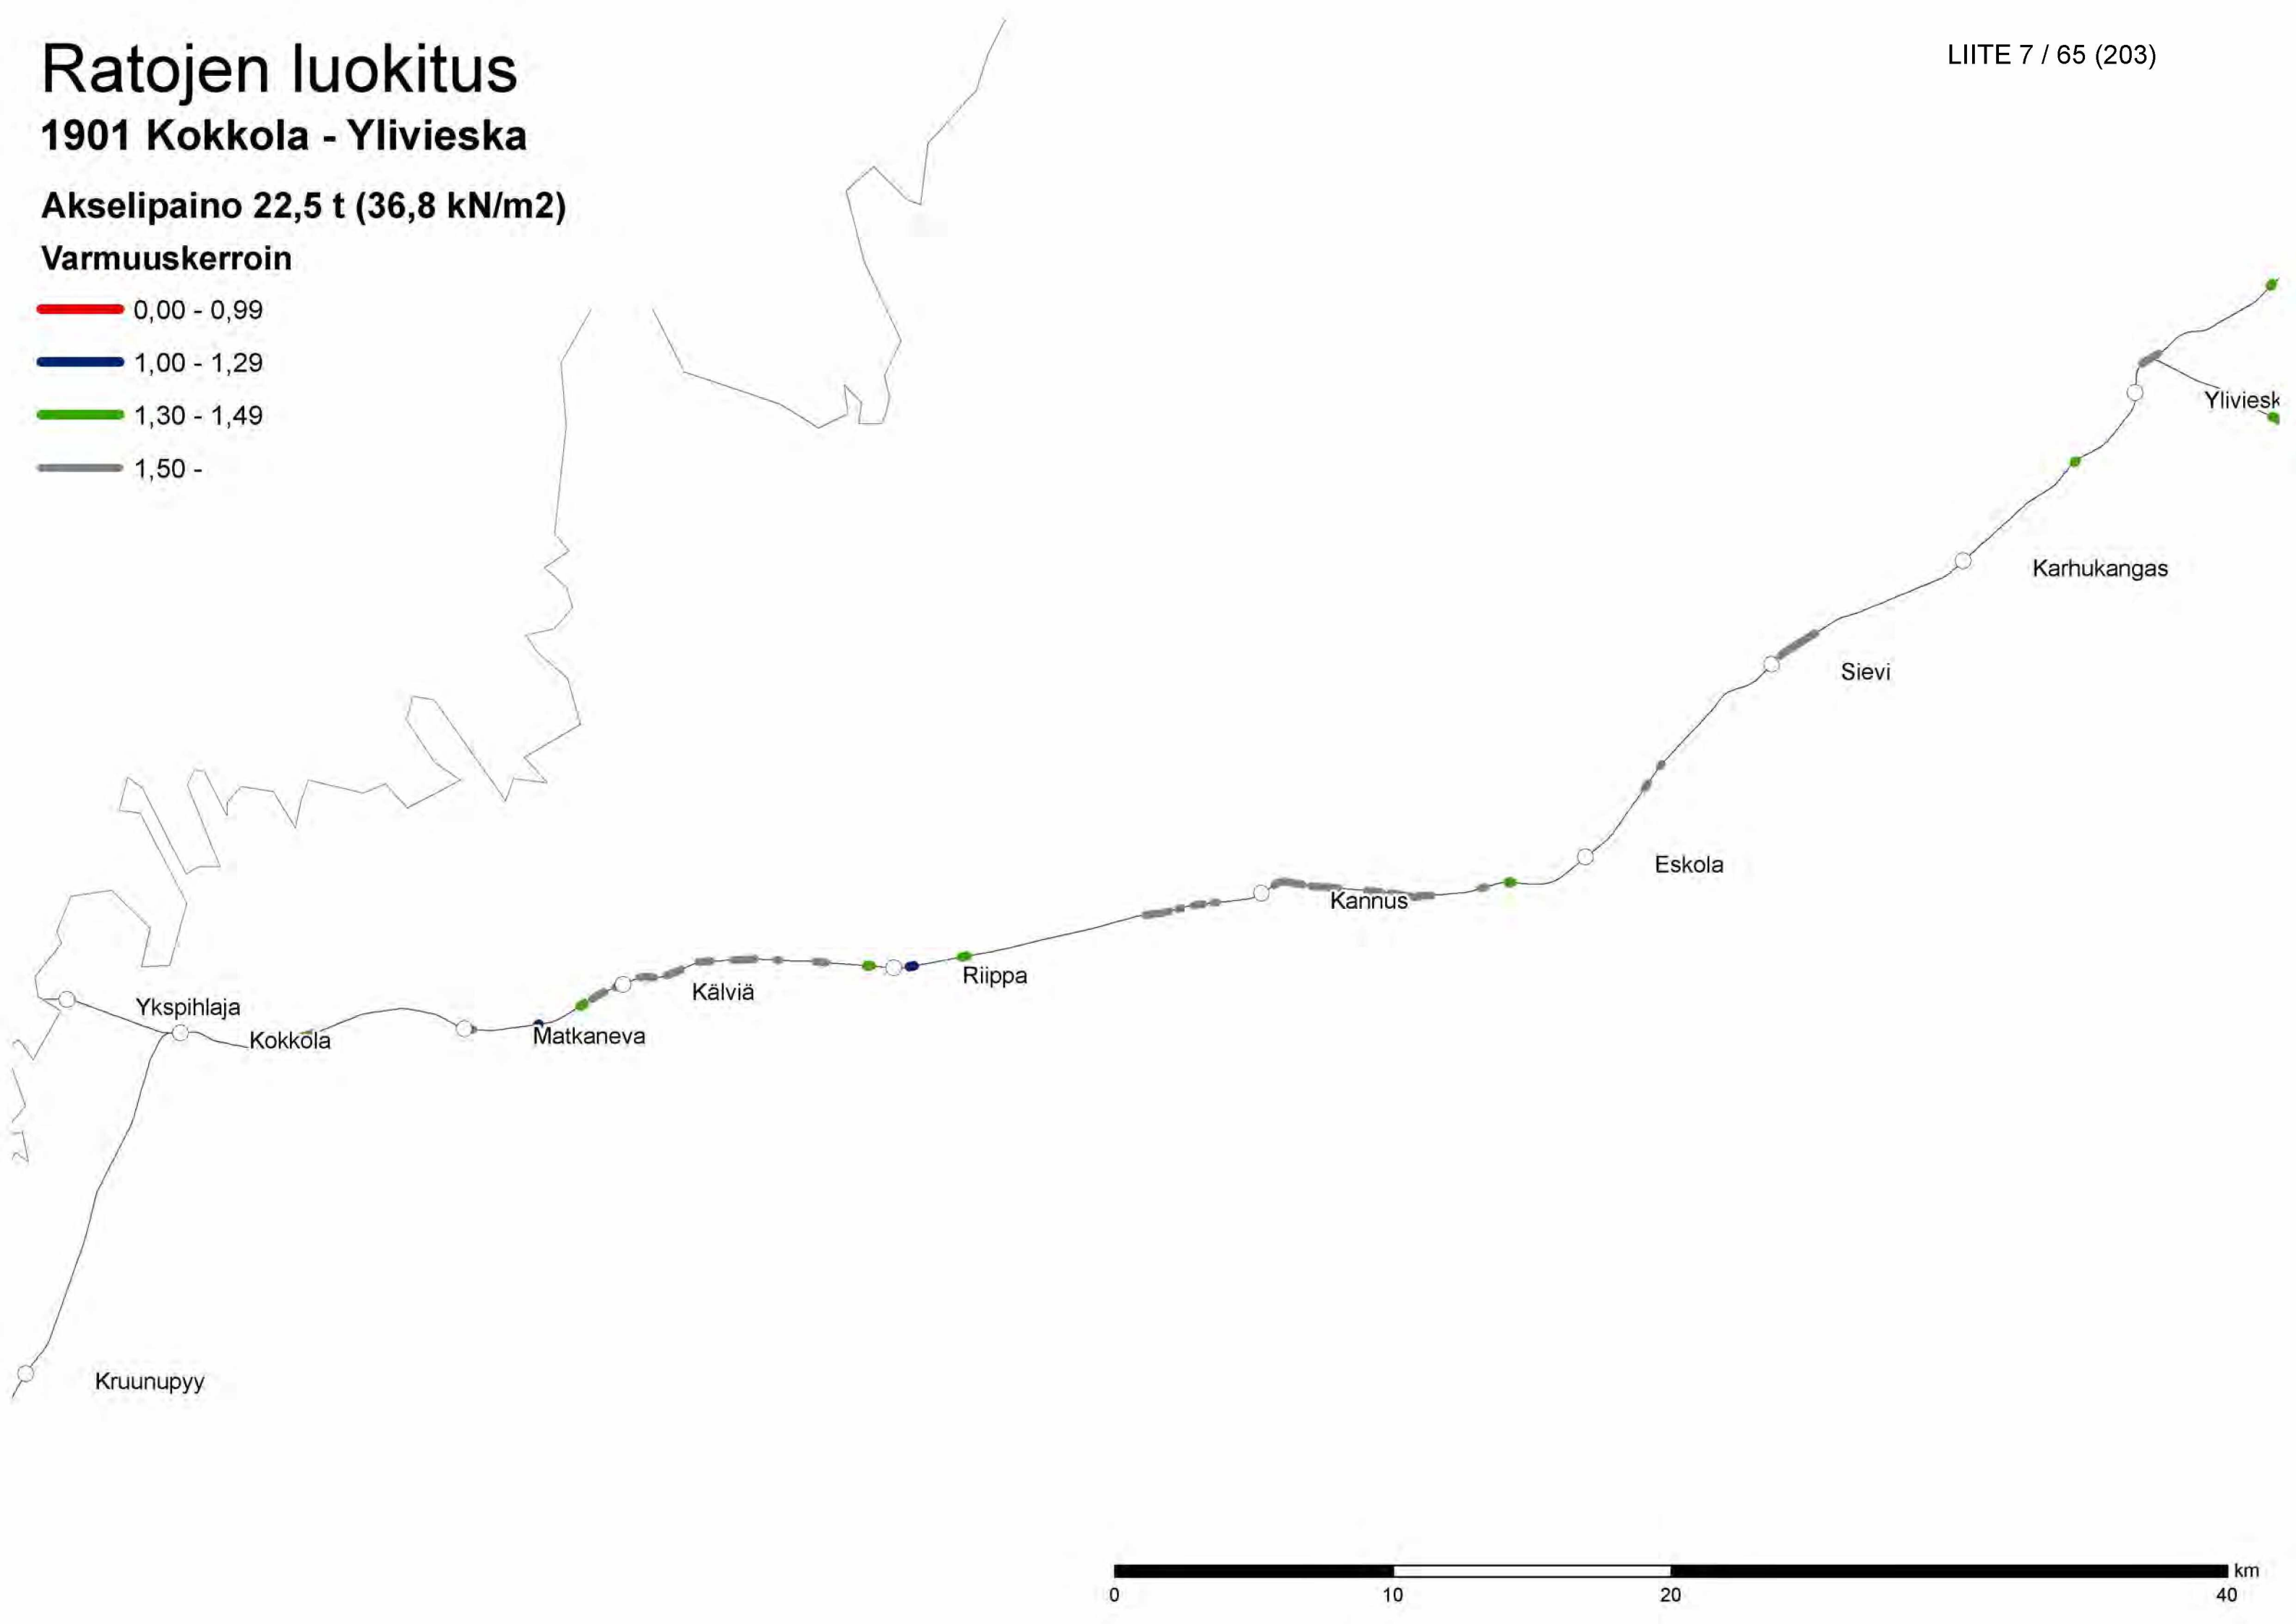 Ratojen luokitus
LIITE 7 / 65 (203)
1901 Kokkola - Ylivieska
Akselipaino 22,5 t (36,8 kN/m2)
Varmuuskerroin
0,00 - 0,99
1,00 - 1,29
1,30 - 1,49
1,50 -
Yliviesk
Karhukangas
Sievi
Eskola
Kannus
Riippa
Kälviä
Ykspihlaja
Matkaneva
Kokkola
Kruunupyy
km
0 10 20 40